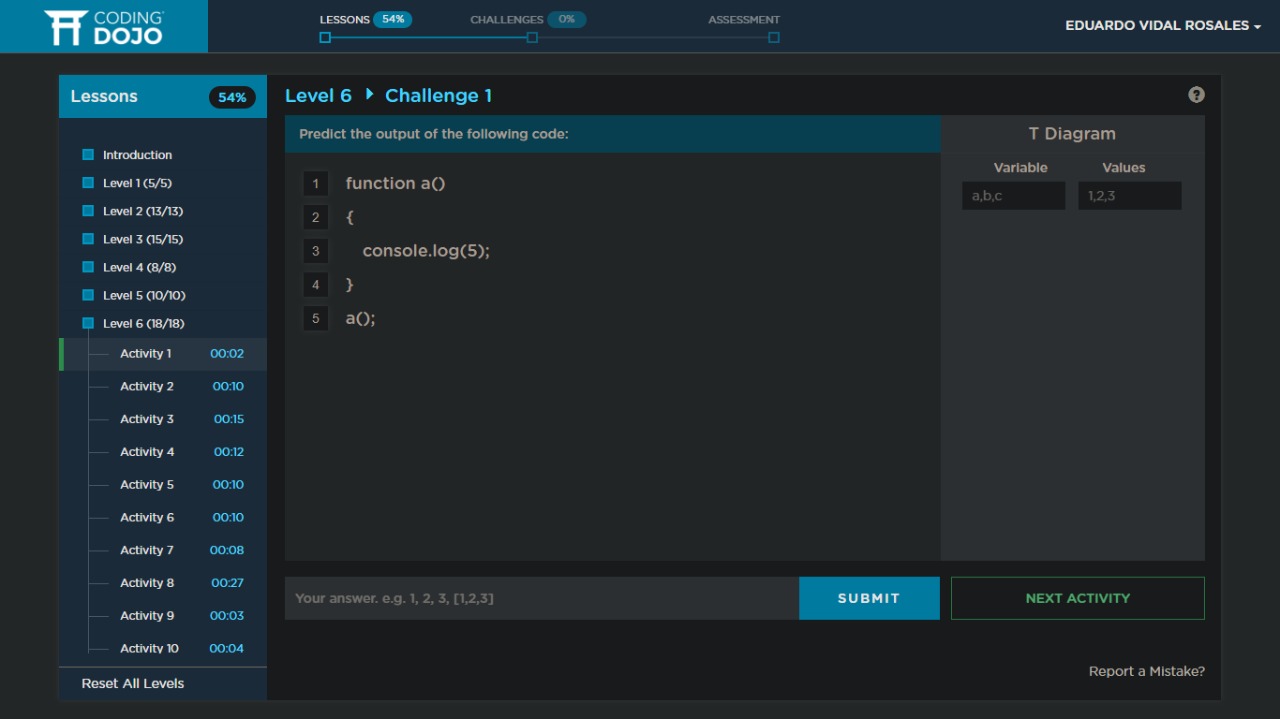 CODING
DOJO
LESSONS 54%
CHALLENGES 0%
ASSESSMENT
EDUARDO VIDAL ROSALES
Lessons 54%
Introduction
Level 1 (5/5)
Level 2 (13/13)
Level 3 (15/15)
Level 4 (8/8)
Level 5 (10/10)
Level 6 (18/18)
Activity 1 00:02
Activity 2 00:10
Activity 3 00:15
Activity 4 00:12
Activity 5 00:10
Activity 6 00:10
Activity 7 00:08
Activity 8 00:27
Activity 9 00:03
Activity 10 00:04
Reset All Levels
Level 6 Challenge 1
?
Predict the output of the following code:
1 function a()
2 {
3 console.log(5);
4 }
5 a();
T Diagram
Variable Values
a,b,c 1,2,3
Your answer. e.g. 1, 2, 3, [1,2,3]
SUBMIT
NEXT ACTIVITY
Report a Mistake?